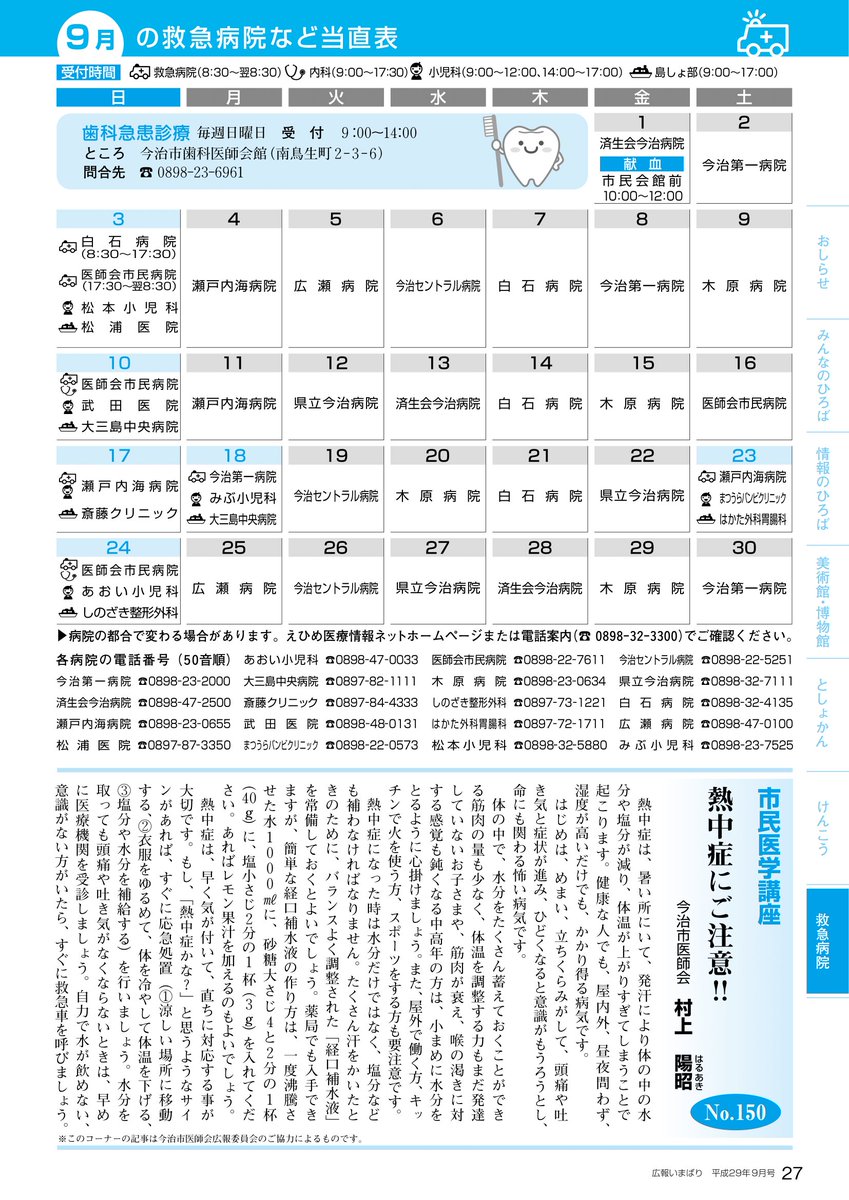 9月 の救急病院など当直表
受付時間 救急病院(8:30～翌8:30) 内科(9:00～17:30) 小児科(9:00～12:00、14:00～17:00) 島しょ部(9:00～17:00)
日 月 火 水 木 金 土
歯科急患診療 毎週日曜日 受 付 9:00～14:00
ところ 今治市歯科医師会館(南鳥生町2-3-6)
問合先 ☎ 0898-23-6961
1
済生会今治病院
献 血
市民会館前
10:00～12:00
2
今治第一病院
3
白石病院
(8:30～17:30)
医師会市民病院
(17:30～翌8:30)
松本小児科
松浦医院
4
瀬戸内海病院
5
広瀬病院
6
今治セントラル病院
7
白石病院
8
今治第一病院
9
木原病院
10
医師会市民病院
武田医院
大三島中央病院
11
瀬戸内海病院
12
県立今治病院
13
済生会今治病院
14
白石病院
15
木原病院
16
医師会市民病院
17
瀬戸内海病院
斎藤クリニック
18
今治第一病院
みぶ小児科
大三島中央病院
19
今治セントラル病院
20
木原病院
21
白石病院
22
県立今治病院
23
瀬戸内海病院
まつうらバンビクリニック
はかた外科胃腸科
24
医師会市民病院
あおい小児科
しのざき整形外科
25
広瀬病院
26
今治セントラル病院
27
県立今治病院
28
済生会今治病院
29
木原病院
30
今治第一病院
▶病院の都合で変わる場合があります。えひめ医療情報ネットホームページまたは電話案内(☎ 0898-32-3300)でご確認ください。
各病院の電話番号（50音順） あおい小児科 ☎0898-47-0033 医師会市民病院 ☎0898-22-7611 今治セントラル病院 ☎0898-22-5251
今治第一病院 ☎0898-23-2000 大三島中央病院 ☎0897-82-1111 木原病院 ☎0898-23-0634 県立今治病院 ☎0898-32-7111
済生会今治病院 ☎0898-47-2500 斎藤クリニック ☎0897-84-4333 しのざき整形外科 ☎0897-73-1221 白石病院 ☎0898-32-4135
瀬戸内海病院 ☎0898-23-0655 武田医院 ☎0898-48-0131 はかた外科胃腸科 ☎0897-72-1711 広瀬病院 ☎0898-47-0100
松浦医院 ☎0897-87-3350 まつうらバンビクリニック ☎0898-22-0573 松本小児科 ☎0898-32-5880 みぶ小児科 ☎0898-23-7525
市民医学講座
熱中症にご注意!!
今治市医師会 村上 陽昭
はるあき
No.150
熱中症は、暑い所にいて、発汗により体の中の水
分や塩分が減り、体温が上がりすぎてしまうことで
起こります。健康な人でも、屋内外、昼夜問わず、
湿度が高いだけでも、かかり得る病気です。
はじめは、めまい、立ちくらみがして、頭痛や吐
き気と症状が進み、ひどくなると意識がもうろうとし、
命にも関わる怖い病気です。
体の中で、水分をたくさん蓄えておくことができ
る筋肉の量も少なく、体温を調整する力もまだ発達
していないお子さまや、筋肉が衰え、喉の渇きに対
する感覚も鈍くなる中高年の方は、小まめに水分を
とるように心掛けましょう。また、屋外で働く方、キッ
チンで火を使う方、スポーツをする方も要注意です。
熱中症になった時は水分だけではなく、塩分など
も補わなければなりません。たくさん汗をかいたと
きのために、バランスよく調整された「経口補水液」
を常備しておくとよいでしょう。薬局でも入手でき
ますが、簡単な経口補水液の作り方は、一度沸騰さ
せた水1000㎖に、砂糖大さじ4と2分の1杯
(40g)に、塩小さじ2分の1杯(3g)を入れてくだ
さい。あればレモン果汁を加えるのもよいでしょう。
熱中症は、早く気が付いて、直ちに対応する事が
大切です。もし、「熱中症かな？」と思うようなサイ
ンがあれば、すぐに応急処置（①涼しい場所に移動
する、②衣服をゆるめて、体を冷やして体温を下げる、
③塩分や水分を補給する）を行いましょう。水分を
取っても頭痛や吐き気がなくならないときは、早め
に医療機関を受診しましょう。自力で水が飲めない、
意識がない方がいたら、すぐに救急車を呼びましょう。
※このコーナーの記事は今治市医師会広報委員会のご協力によるものです。
おしらせ
みんなのひろば
情報のひろば
美術館・博物館
としょかん
けんこう
救急病院
広報いまばり 平成29年9月号 27